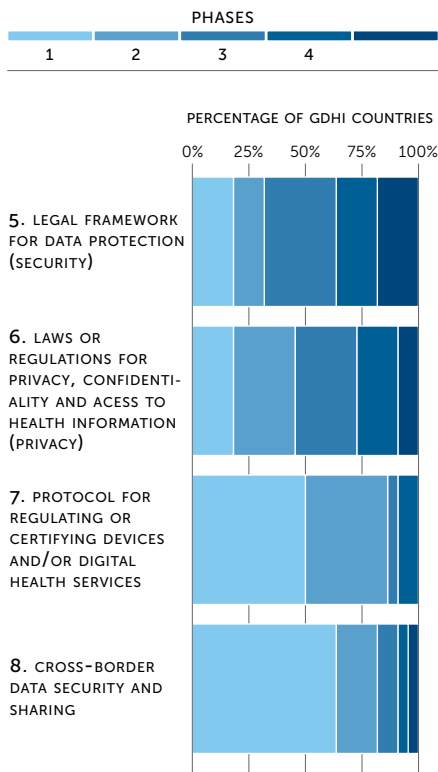 PHASES
1 2 3 4
PERCENTAGE OF GDHI COUNTRIES
0% 25% 50% 75% 100%
5. LEGAL FRAMEWORK
FOR DATA PROTECTION
(SECURITY)
6. LAWS OR
REGULATIONS FOR
PRIVACY, CONFIDENTI-
ALITY AND ACESS TO
HEALTH INFORMATION
(PRIVACY)
7. PROTOCOL FOR
REGULATING OR
CERTIFYING DEVICES
AND/OR DIGITAL
HEALTH SERVICES
8. CROSS-BORDER
DATA SECURITY AND
SHARING